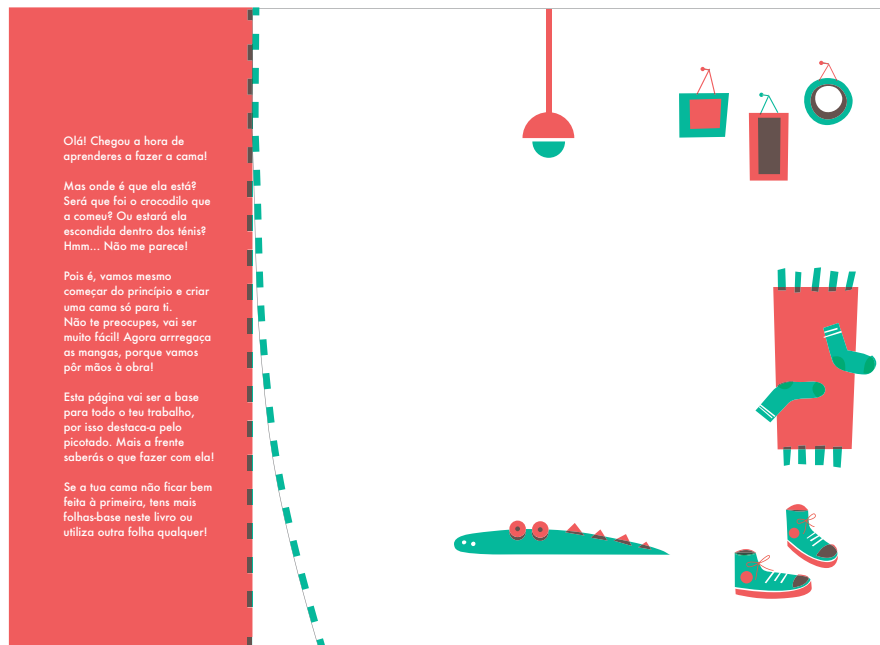 Olá! Chegou a hora de
aprenderes a fazer a cama!
Mas onde é que ela está?
Será que foi o crocodilo que
a comeu? Ou estará ela
escondida dentro dos ténis?
Hmm... Não me parece!
Pois é, vamos mesmo
começar do princípio e criar
uma cama só para ti.
Não te preocupes, vai ser
muito fácil! Agora arrregaça
as mangas, porque vamos
pôr mãos à obra!
Esta página vai ser a base
para todo o teu trabalho,
por isso destaca-a pelo
picotado. Mais a frente
saberás o que fazer com ela!
Se a tua cama não ficar bem
feita à primeira, tens mais
folhas-base neste livro ou
utiliza outra folha qualquer!